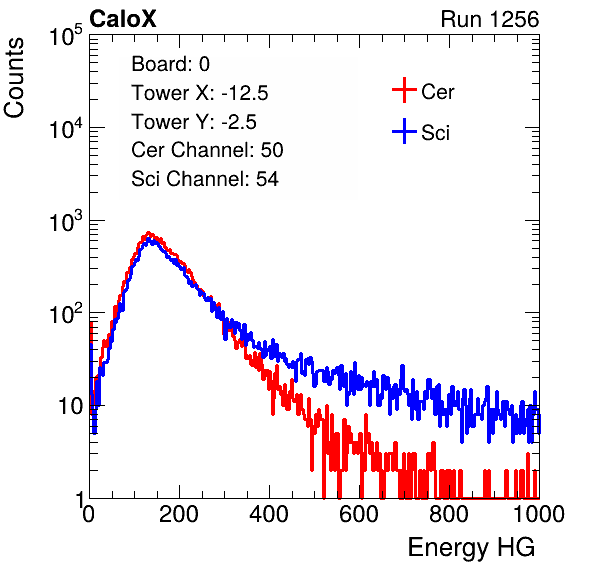 CaloX Run 1256
Counts
Board: 0
Tower X: -12.5
Tower Y: -2.5
Cer Channel: 50
Sci Channel: 54
Cer
Sci
10^5
10^4
10^3
10^2
10
1
0 200 400 600 800 1000
Energy HG